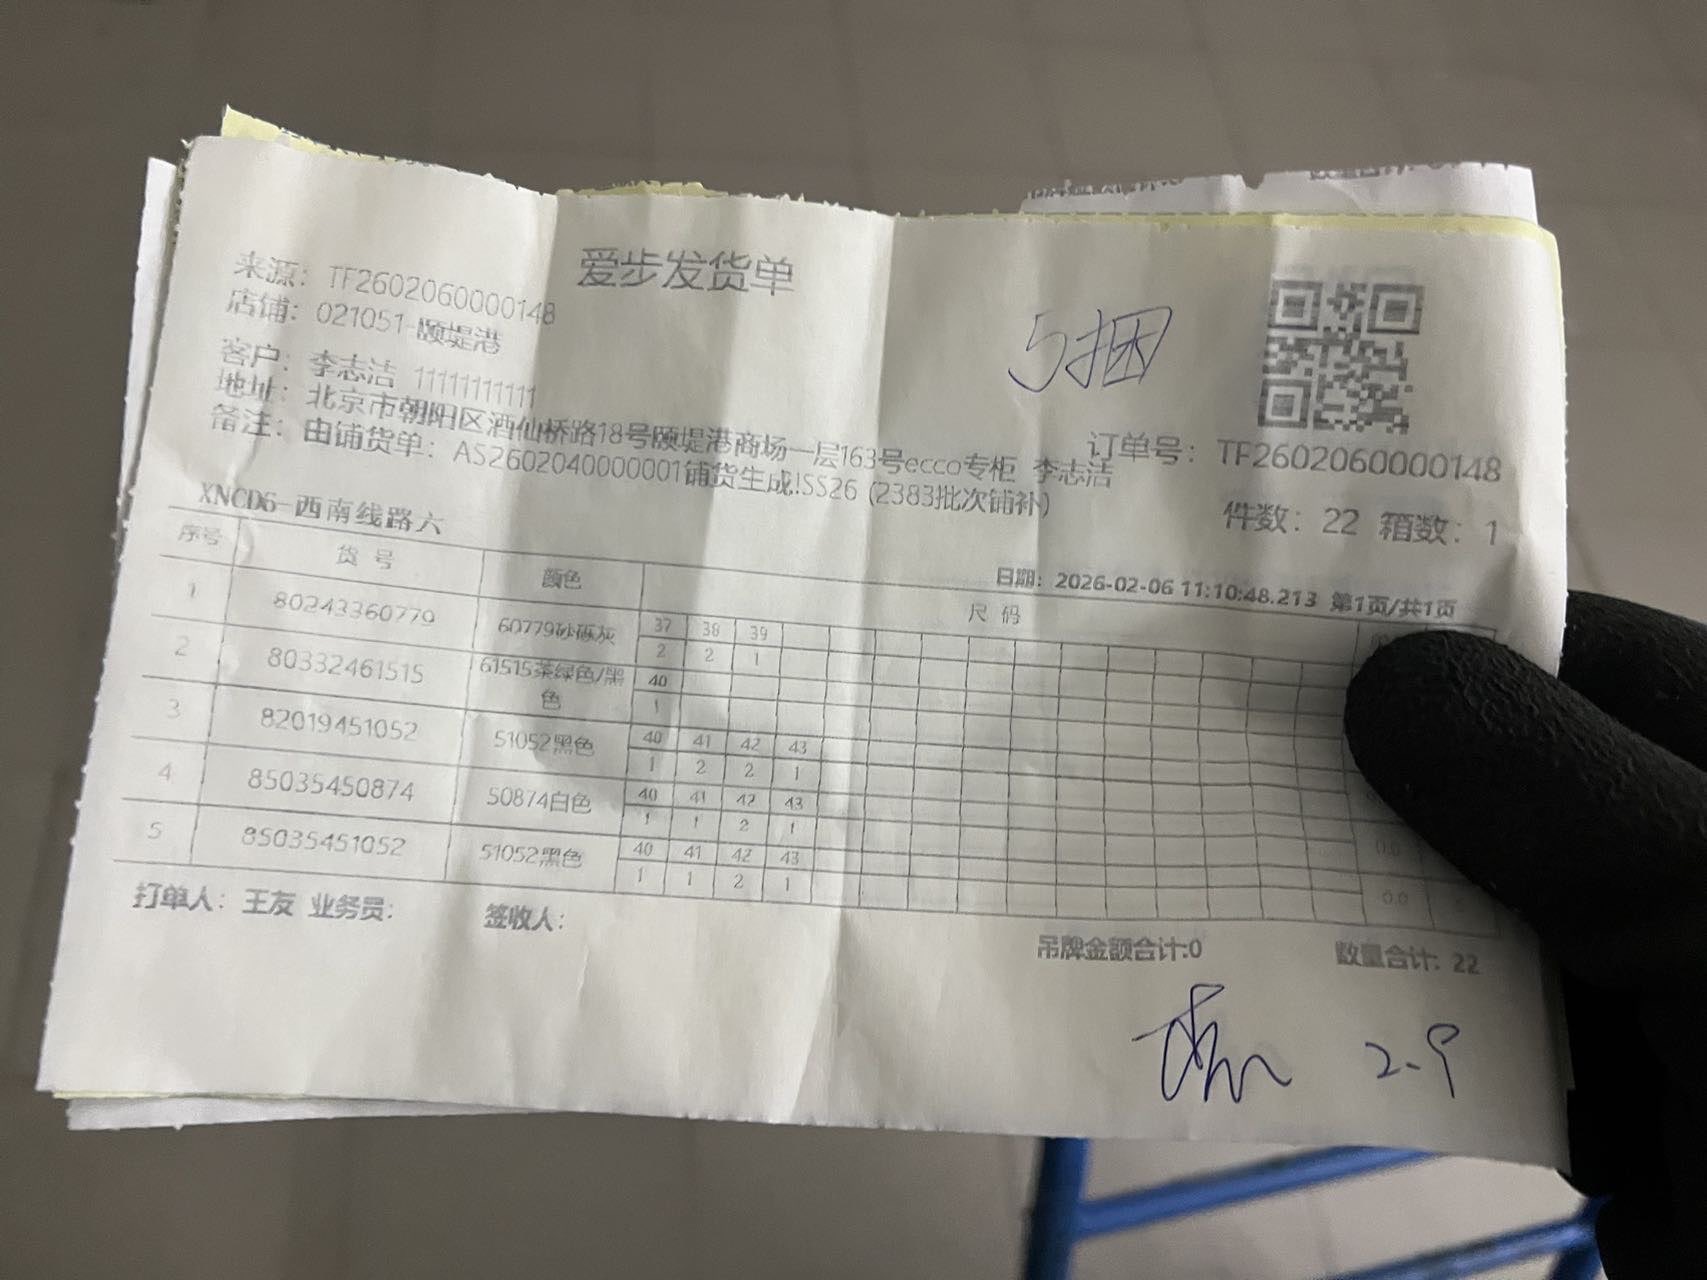 爱步发货单
来源：TF2602060000148
店铺：021051-颐堤港
5捆
客户：李志洁 11111111111
地址：北京市朝阳区酒仙桥路18号颐堤港商场一层163号ecco专柜 李志洁
备注：由铺货单：AS2602040000001铺货生成!SS26 (2383批次铺补)
订单号：TF2602060000148
件数：22 箱数：1
XNCD6-西南线路六
日期：2026-02-06 11:10:48.213 第1页/共1页
序号 货号 颜色 尺码
1 80243360779 60779砂砾灰 37 38 39
2 2 1
2 80332461515 61515茶绿色/黑色 40
1
3 82019451052 51052黑色 40 41 42 43
1 2 2 1
4 85035450874 50874白色 40 41 42 43
1 1 2 1
0.0
5 85035451052 51052黑色 40 41 42 43
1 1 2 1
0.0
打单人：王友 业务员： 签收人：
吊牌金额合计:0 数量合计：22
2-9